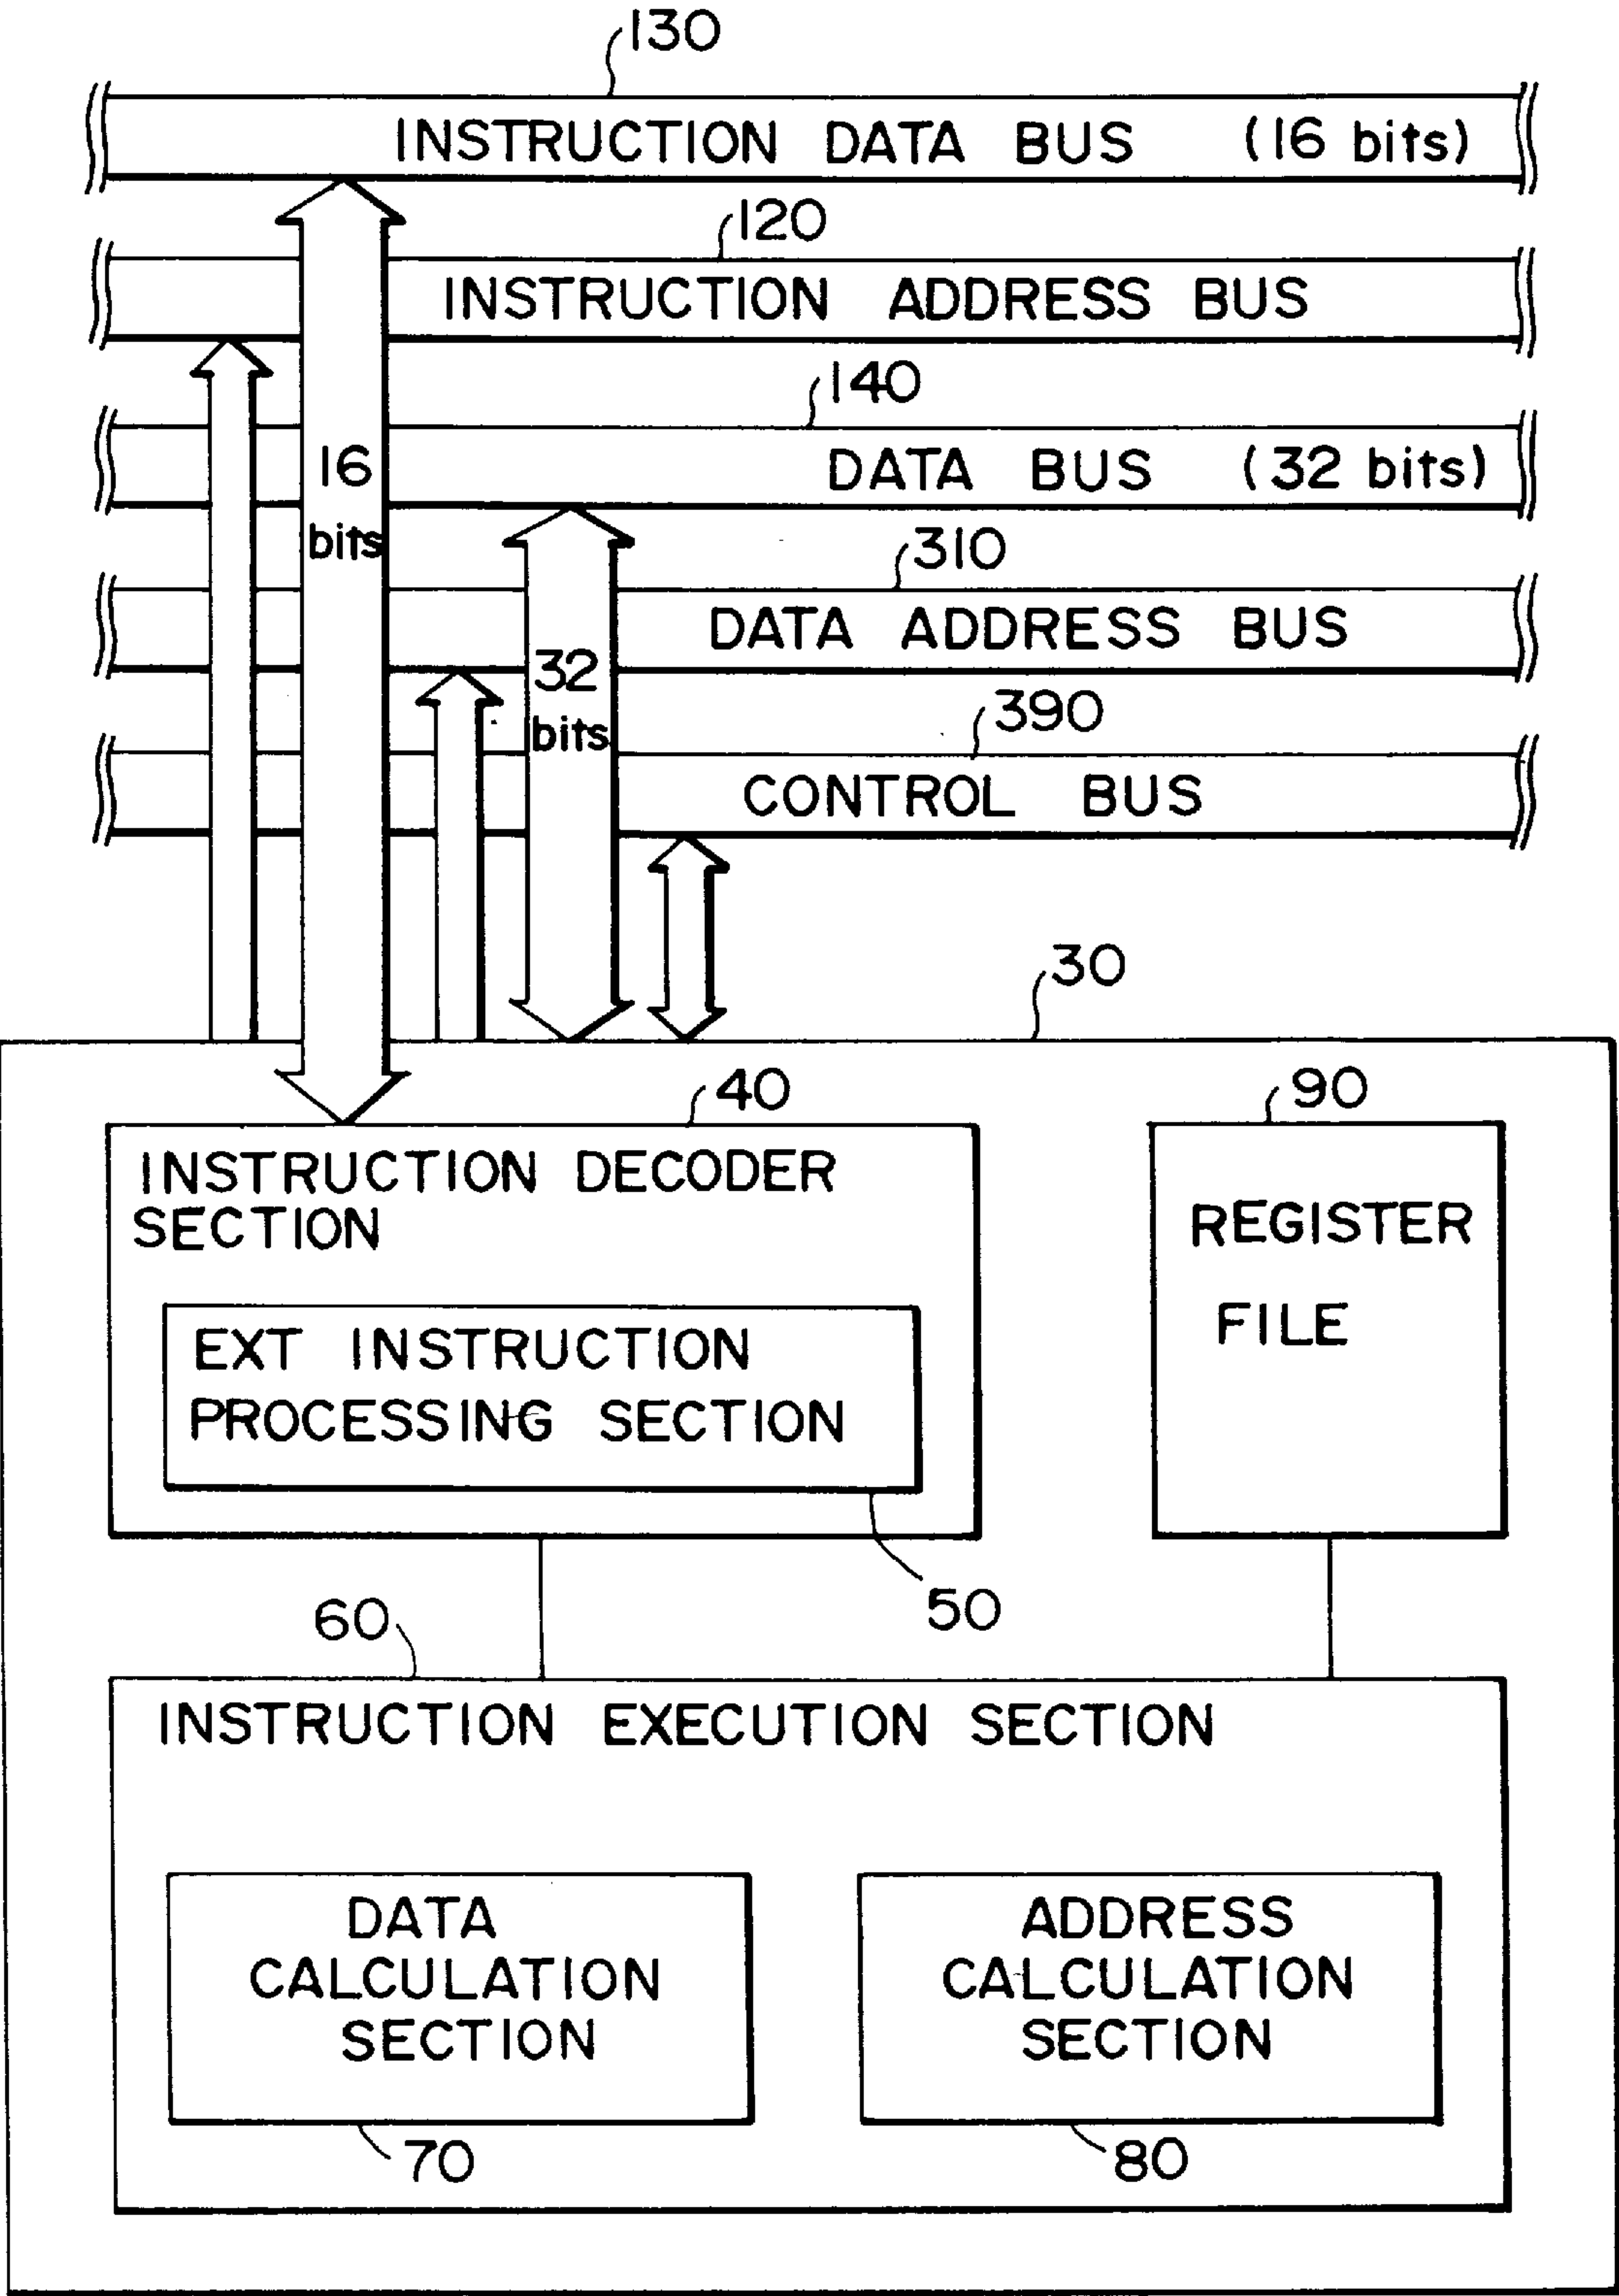 130
INSTRUCTION DATA BUS (16 bits)
120
INSTRUCTION ADDRESS BUS
140
DATA BUS (32 bits)
16
bits
310
DATA ADDRESS BUS
32
bits
390
CONTROL BUS
30
40
90
INSTRUCTION DECODER
SECTION
REGISTER
FILE
EXT INSTRUCTION
PROCESSING SECTION
50
60
INSTRUCTION EXECUTION SECTION
DATA
CALCULATION
SECTION
ADDRESS
CALCULATION
SECTION
70
80